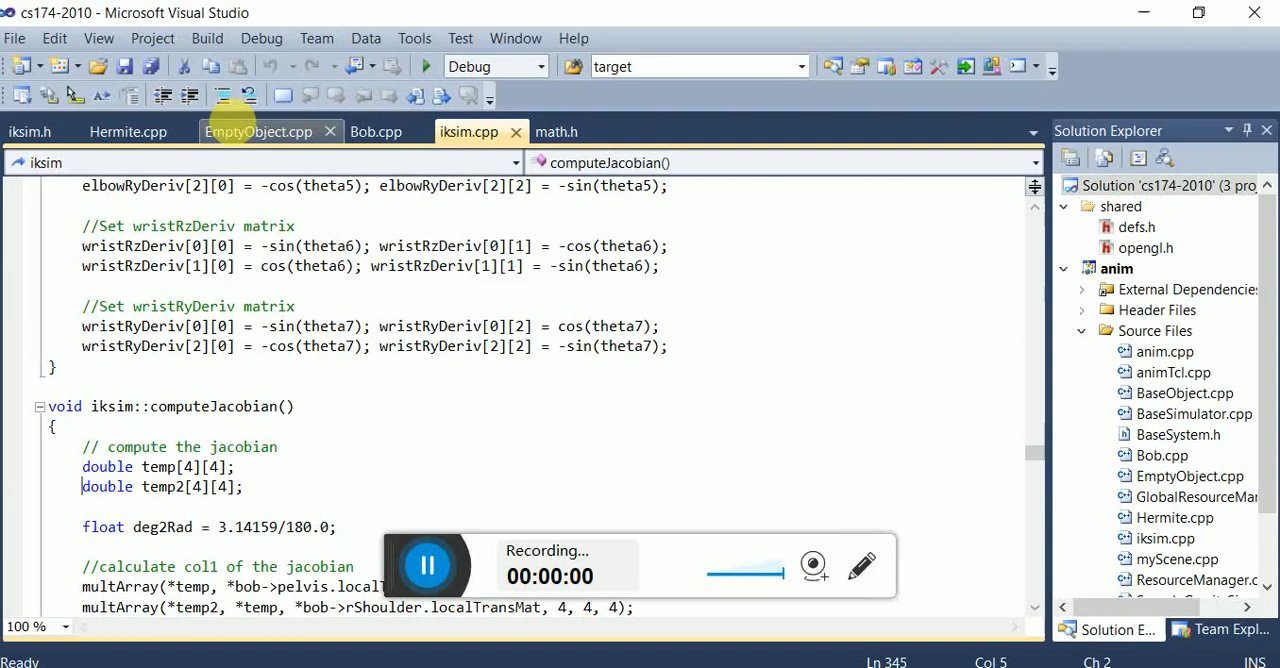 cs174-2010 - Microsoft Visual Studio
File Edit View Project Build Debug Team Data Tools Test Window Help
Debug target
iksim.h Hermite.cpp EmptyObject.cpp Bob.cpp iksim.cpp math.h
iksim computeJacobian()
elbowRyDeriv[2][0] = -cos(theta5); elbowRyDeriv[2][2] = -sin(theta5);
//Set wristRzDeriv matrix
wristRzDeriv[0][0] = -sin(theta6); wristRzDeriv[0][1] = -cos(theta6);
wristRzDeriv[1][0] = cos(theta6); wristRzDeriv[1][1] = -sin(theta6);
//Set wristRyDeriv matrix
wristRyDeriv[0][0] = -sin(theta7); wristRyDeriv[0][2] = cos(theta7);
wristRyDeriv[2][0] = -cos(theta7); wristRyDeriv[2][2] = -sin(theta7);
}
void iksim::computeJacobian()
{
// compute the jacobian
double temp[4][4];
double temp2[4][4];
float deg2Rad = 3.14159/180.0;
//calculate col1 of the jacobian
multArray(*temp, *bob->pelvis.localT
multArray(*temp2, *temp, *bob->rShoulder.localTransMat, 4, 4, 4);
Recording...
00:00:00
100 %
Solution Explorer
Solution 'cs174-2010' (3 proj
shared
defs.h
opengl.h
anim
External Dependencies
Header Files
Source Files
anim.cpp
animTcl.cpp
BaseObject.cpp
BaseSimulator.cpp
BaseSystem.h
Bob.cpp
EmptyObject.cpp
GlobalResourceMan
Hermite.cpp
iksim.cpp
myScene.cpp
ResourceManager.c
Solution E... Team Expl...
Ready Ln 345 Col 5 Ch 2 INS